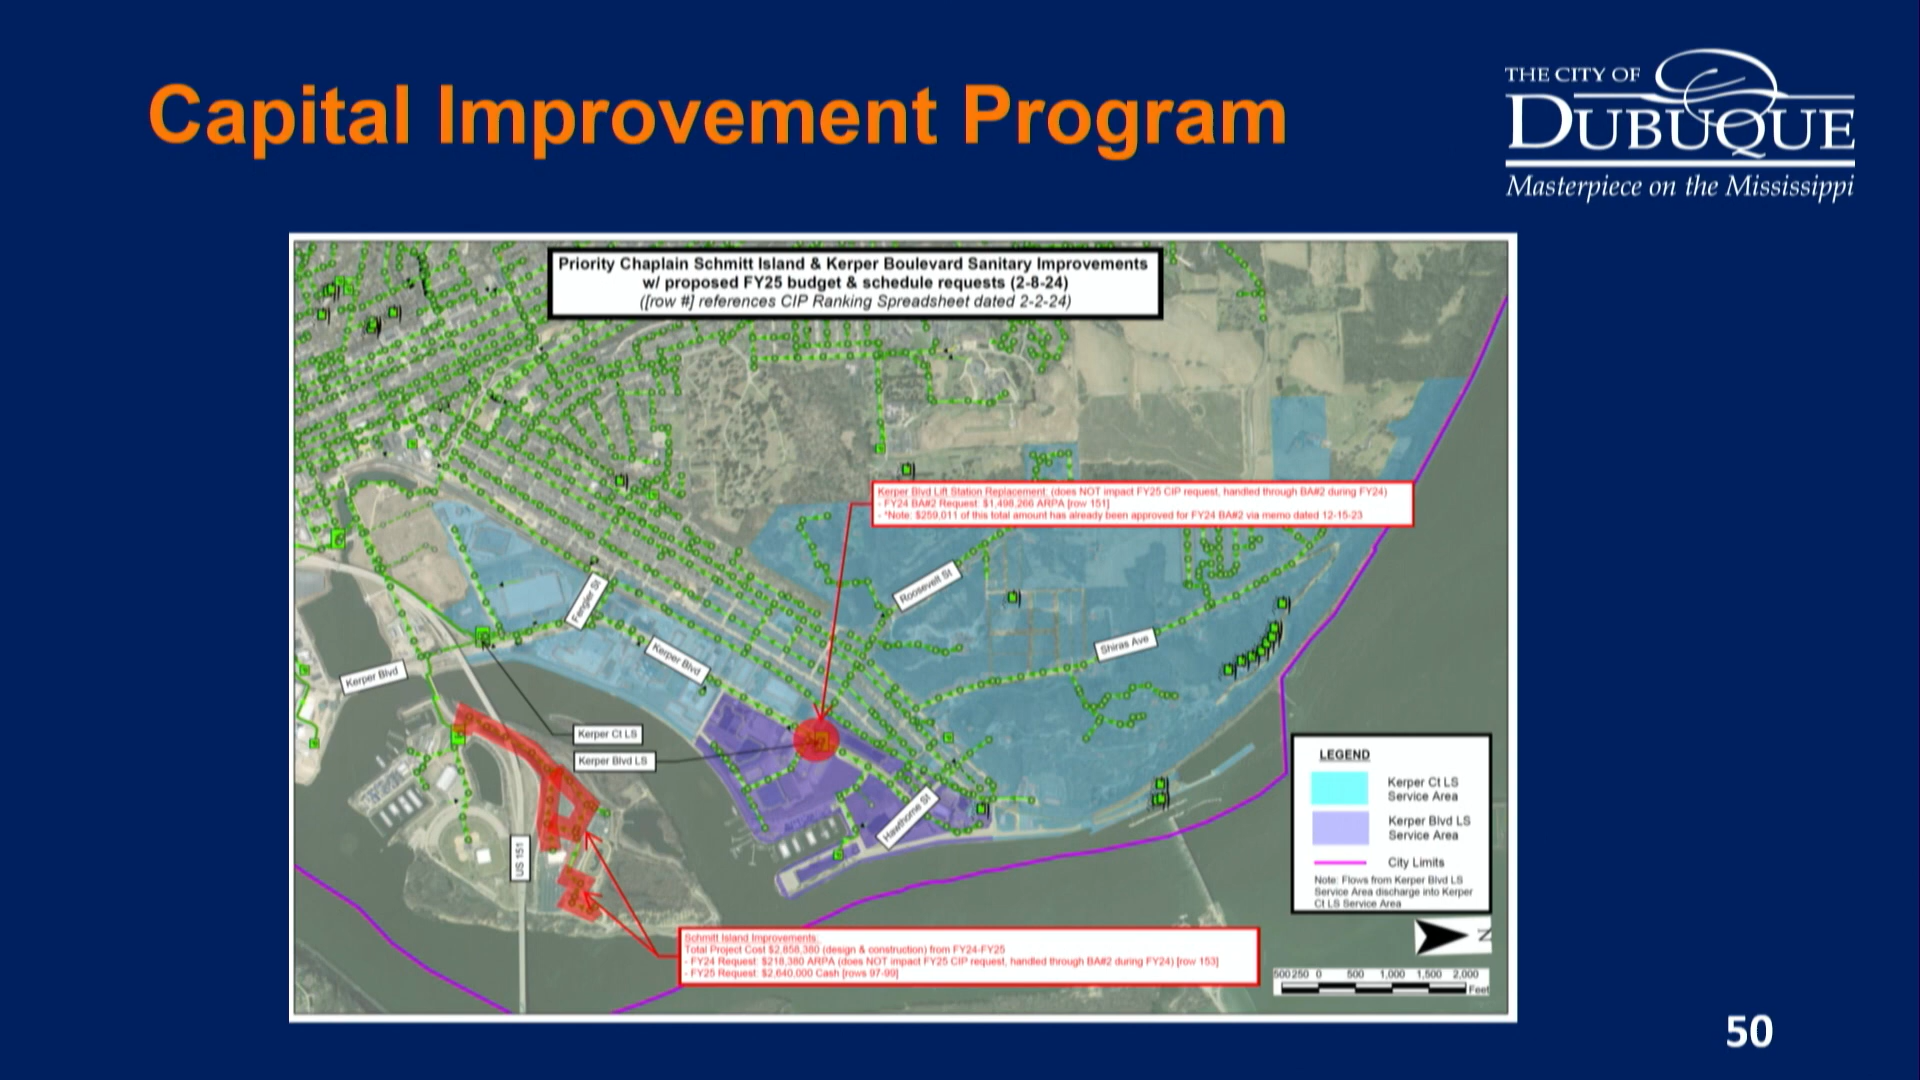 Capital Improvement Program
THE CITY OF
DUBUQUE
Masterpiece on the Mississippi
Priority Chaplain Schmitt Island & Kerper Boulevard Sanitary Improvements
w/ proposed FY25 budget & schedule requests (2-8-24)
([row #] references CIP Ranking Spreadsheet dated 2-2-24)
Kerper Blvd Lift Station Replacement: (does NOT impact FY25 CIP request, handled through BA#2 during FY24)
- FY24 BA#2 Request: $1,498,266 ARPA [row 151]
- *Note: $259,011 of this total amount has already been approved for FY24 BA#2 via memo dated 12-15-23
Fengler St
Roosevelt St
Kerper Blvd
Shiras Ave
Kerper Blvd
Kerper Ct LS
Kerper Blvd LS
Hawthorne St
US 151
LEGEND
Kerper Ct LS
Service Area
Kerper Blvd LS
Service Area
City Limits
Note: Flows from Kerper Blvd LS
Service Area discharge into Kerper
Ct LS Service Area
N
Schmitt Island Improvements:
Total Project Cost $2,858,380 (design & construction) from FY24-FY25
- FY24 Request: $218,380 ARPA (does NOT impact FY25 CIP request, handled through BA#2 during FY24) [row 153]
- FY25 Request: $2,640,000 Cash [rows 97-99]
500 250 0 500 1,000 1,500 2,000
Feet
50